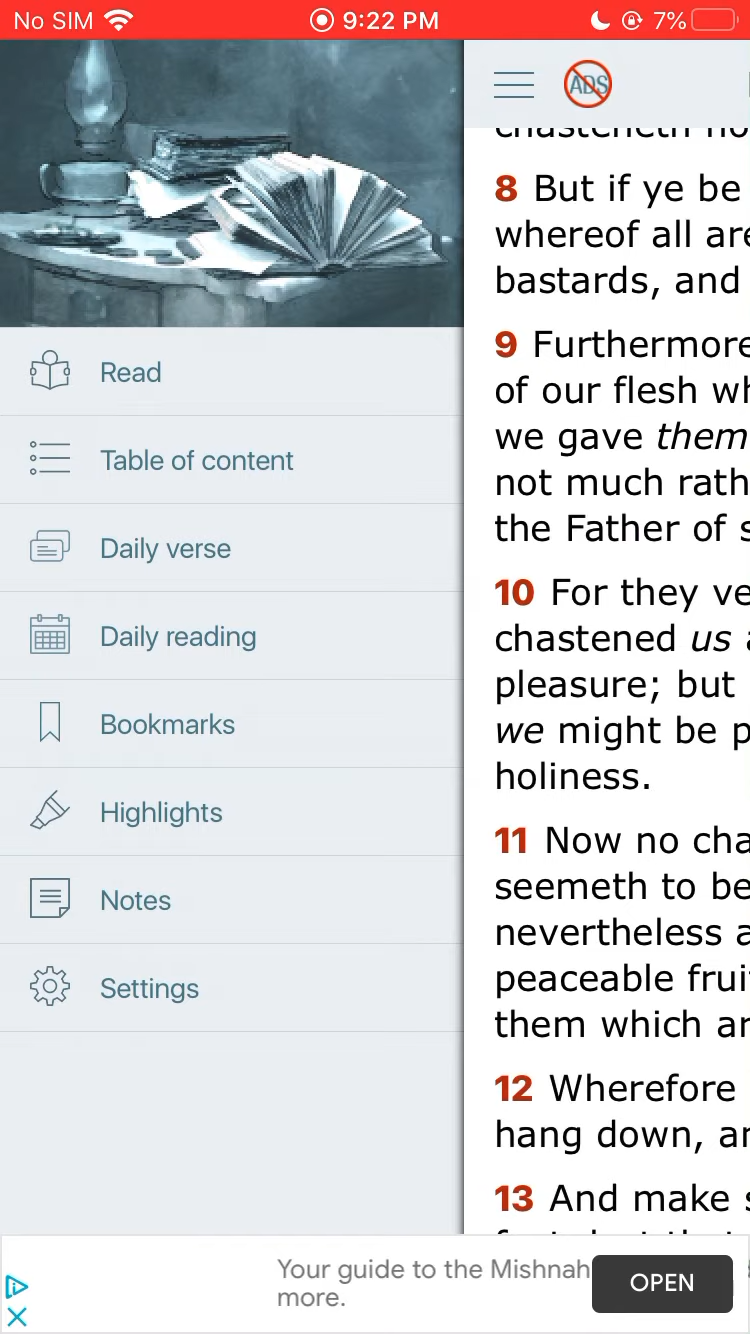 No SIM 9:22 PM 7%
ADS
Read
Table of content
Daily verse
Daily reading
Bookmarks
Highlights
Notes
Settings
8 But if ye be
whereof all are
bastards, and
9 Furthermore
of our flesh wh
we gave them
not much rath
the Father of s
10 For they ve
chastened us a
pleasure; but
we might be p
holiness.
11 Now no cha
seemeth to be
nevertheless a
peaceable frui
them which ar
12 Wherefore
hang down, an
13 And make s
Your guide to the Mishnah
more.
OPEN